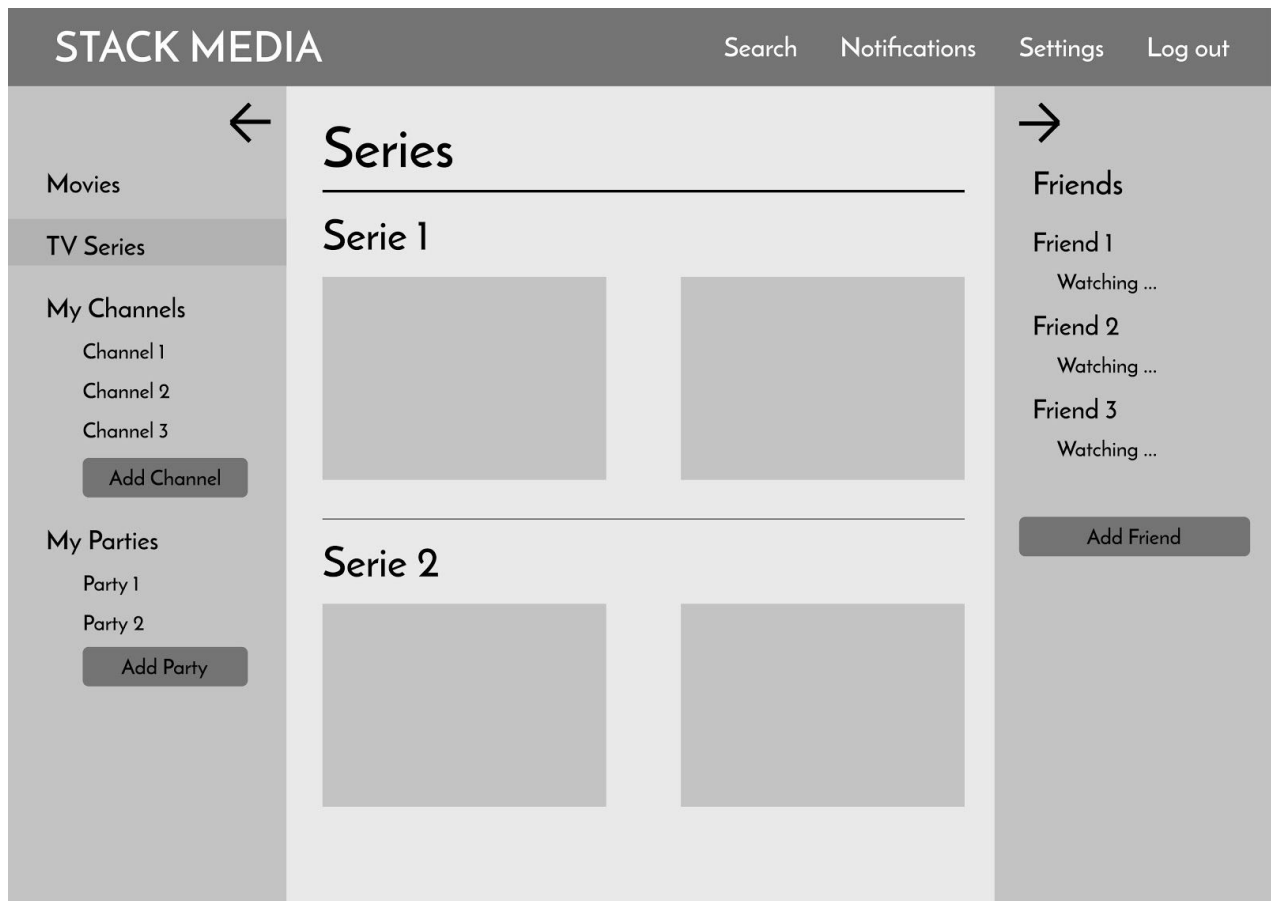 STACK MEDIA
Search Notifications Settings Log out
Movies
TV Series
My Channels
Channel 1
Channel 2
Channel 3
Add Channel
My Parties
Party 1
Party 2
Add Party
Series
Serie 1
Serie 2
Friends
Friend 1
Watching ...
Friend 2
Watching ...
Friend 3
Watching ...
Add Friend